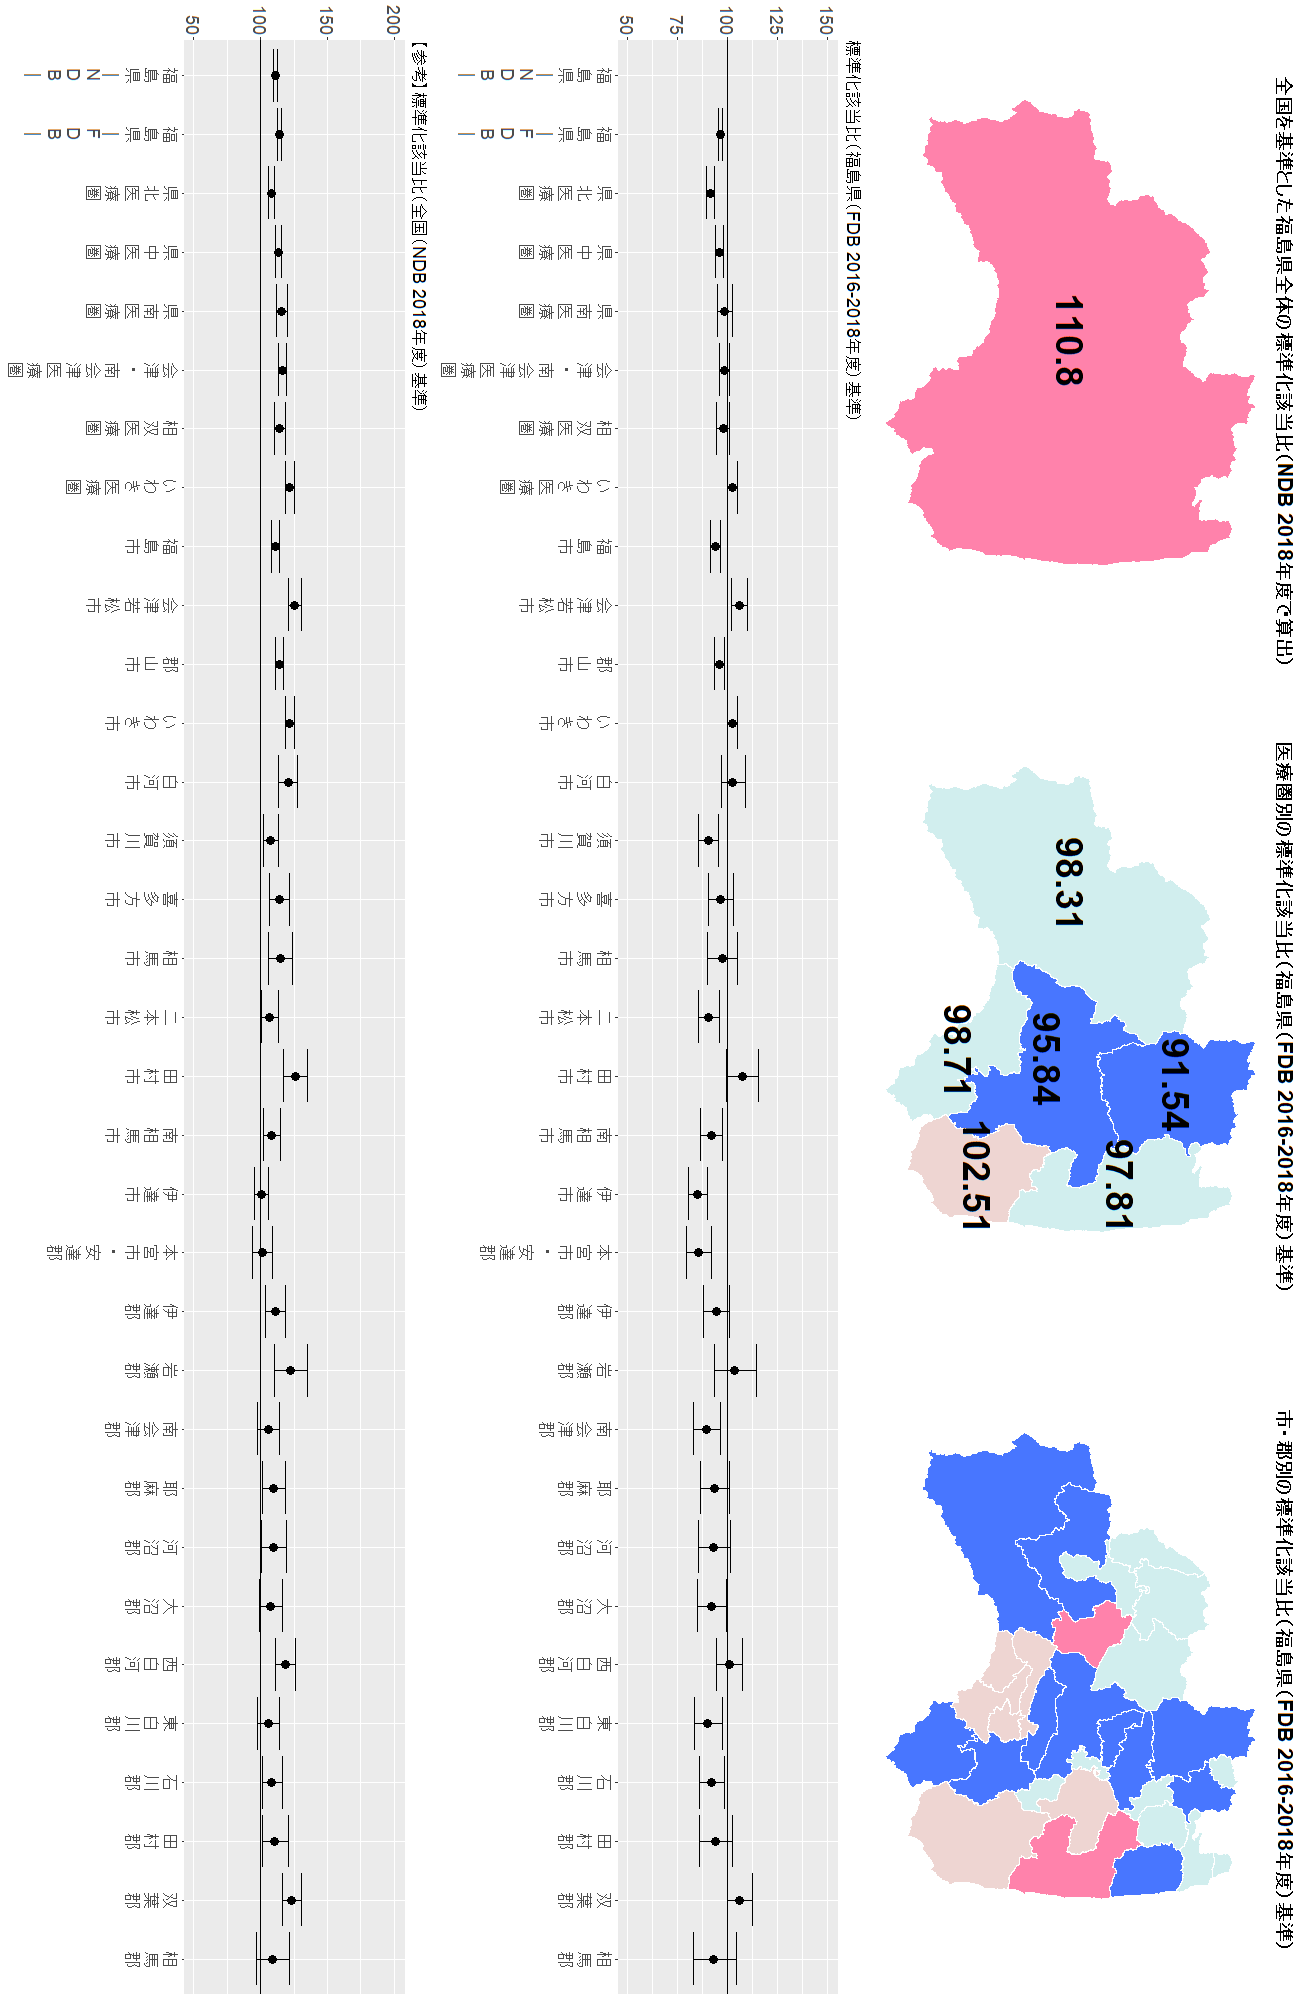 全国を基準とした福島県全体の標準化該当比(NDB 2018年度で算出)
110.8
医療圏別の標準化該当比(福島県(FDB 2016-2018年度)基準)
98.31
91.54
95.84
97.81
98.71
102.51
市・郡別の標準化該当比(福島県(FDB 2016-2018年度)基準)
標準化該当比(福島県(FDB 2016-2018年度)基準)
150
125
100
75
50
福島県―NDB―
福島県―FDB―
県北医療圏
県中医療圏
県南医療圏
会津・南会津医療圏
相双医療圏
いわき医療圏
福島市
会津若松市
郡山市
いわき市
白河市
須賀川市
喜多方市
相馬市
二本松市
田村市
南相馬市
伊達市
本宮市・安達郡
伊達郡
岩瀬郡
南会津郡
耶麻郡
河沼郡
大沼郡
西白河郡
東白川郡
石川郡
田村郡
双葉郡
相馬郡
【参考】標準化該当比(全国(NDB 2018年度)基準)
200
150
100
50
福島県―NDB―
福島県―FDB―
県北医療圏
県中医療圏
県南医療圏
会津・南会津医療圏
相双医療圏
いわき医療圏
福島市
会津若松市
郡山市
いわき市
白河市
須賀川市
喜多方市
相馬市
二本松市
田村市
南相馬市
伊達市
本宮市・安達郡
伊達郡
岩瀬郡
南会津郡
耶麻郡
河沼郡
大沼郡
西白河郡
東白川郡
石川郡
田村郡
双葉郡
相馬郡